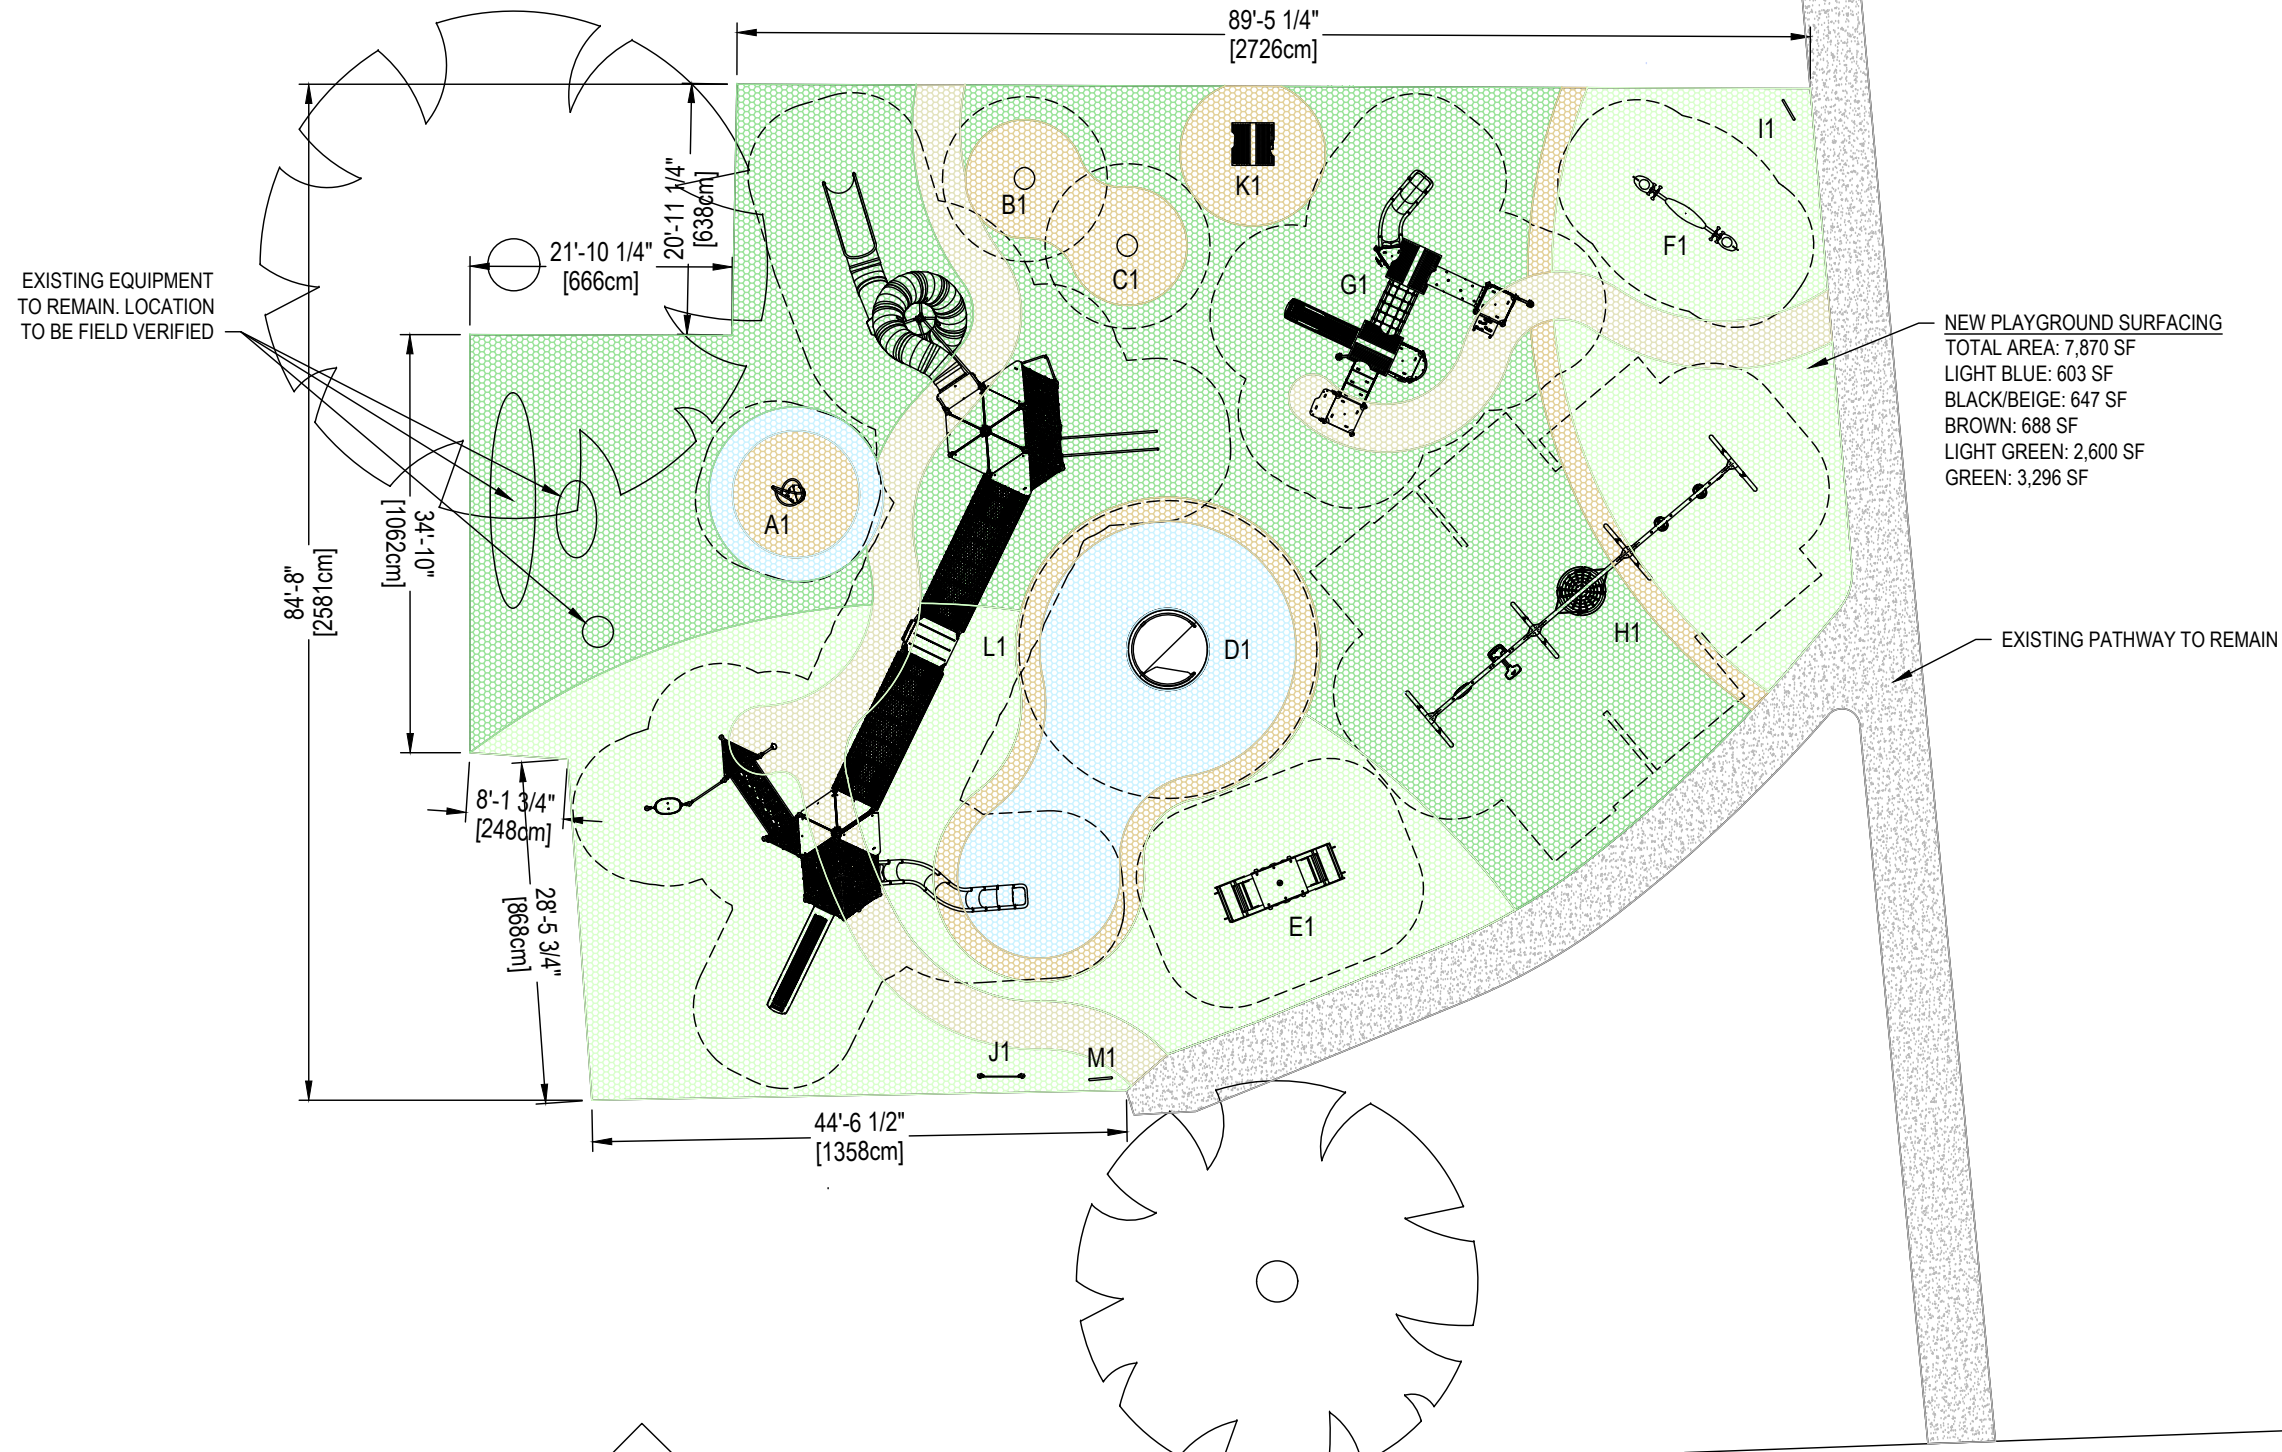 89'-5 1/4"
[2726cm]
20'-11 1/4"
[638cm]
21'-10 1/4"
[666cm]
EXISTING EQUIPMENT
TO REMAIN. LOCATION
TO BE FIELD VERIFIED
84'-8"
[2581cm]
34'-10"
[1062cm]
8'-1 3/4"
[248cm]
28'-5 3/4"
[868cm]
44'-6 1/2"
[1358cm]
A1
B1
C1
K1
G1
I1
F1
L1
D1
H1
E1
J1
M1
NEW PLAYGROUND SURFACING
TOTAL AREA: 7,870 SF
LIGHT BLUE: 603 SF
BLACK/BEIGE: 647 SF
BROWN: 688 SF
LIGHT GREEN: 2,600 SF
GREEN: 3,296 SF
EXISTING PATHWAY TO REMAIN